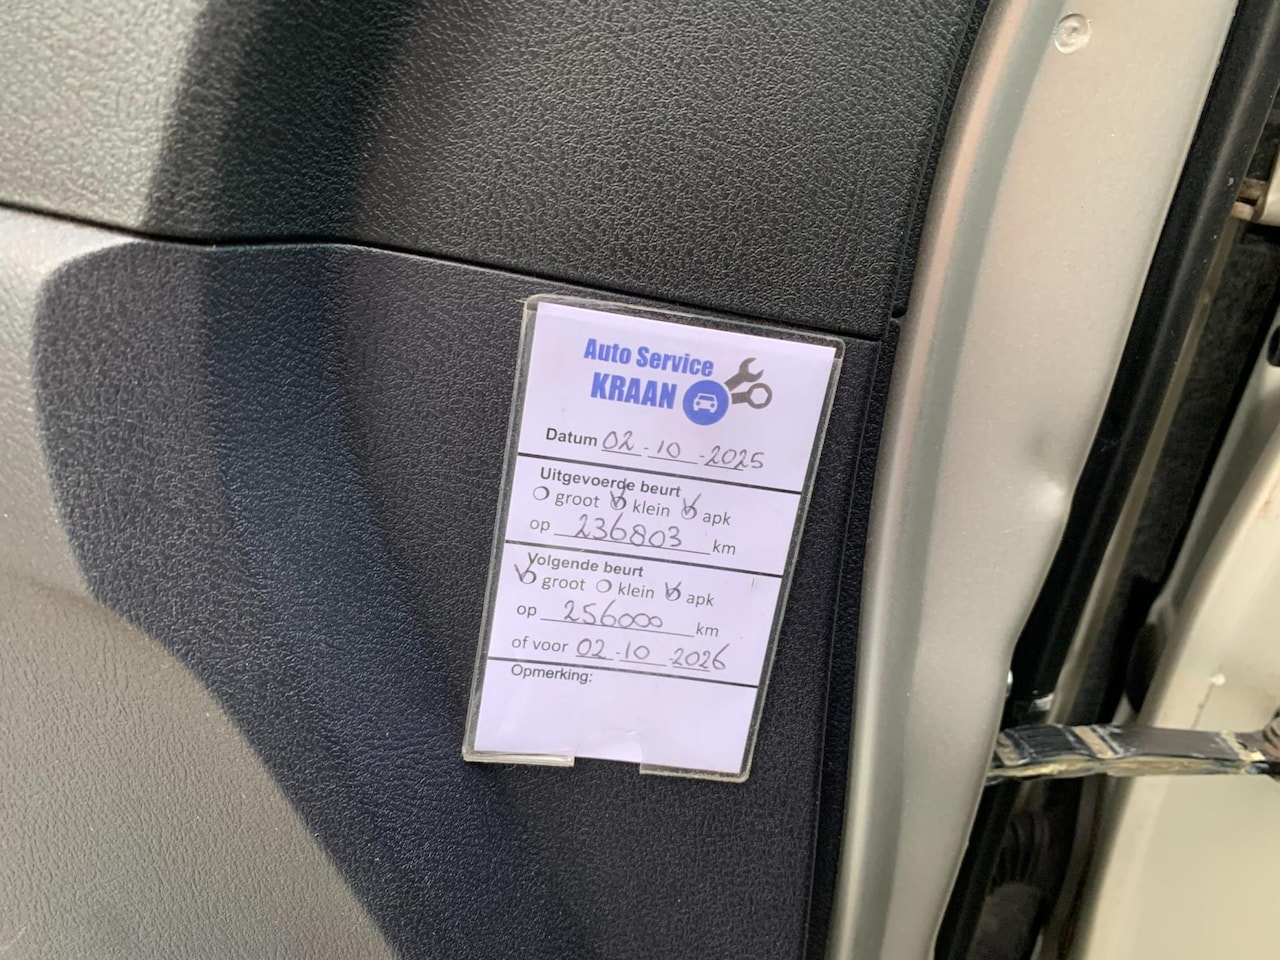 Auto Service
KRAAN
Datum 02-10-2025
Uitgevoerde beurt
groot klein apk
op 236803 km
Volgende beurt
groot klein apk
op 256000 km
of voor 02-10-2026
Opmerking: